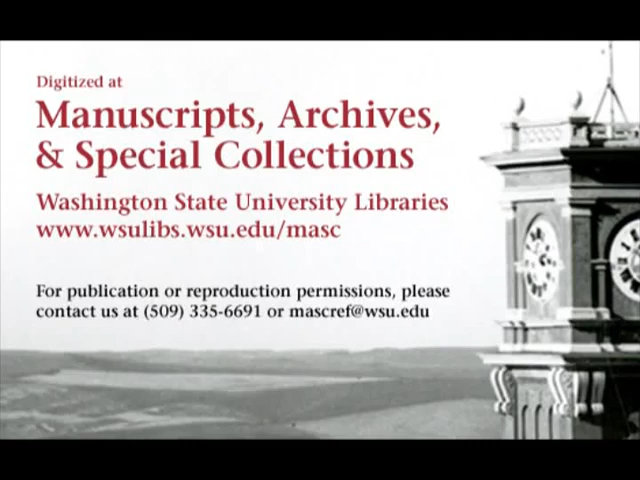 Digitized at
Manuscripts, Archives,
& Special Collections
Washington State University Libraries
www.wsulibs.wsu.edu/masc
For publication or reproduction permissions, please
contact us at (509) 335-6691 or mascref@wsu.edu